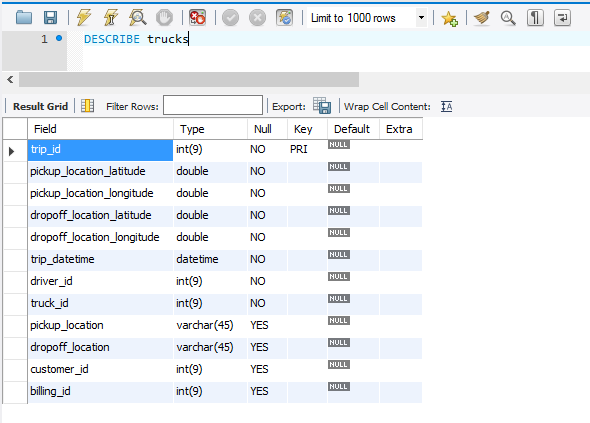 Limit to 1000 rows
1 DESCRIBE trucks
Result Grid Filter Rows: Export: Wrap Cell Content: IA
Field Type Null Key Default Extra
trip_id int(9) NO PRI NULL
pickup_location_latitude double NO NULL
pickup_location_longitude double NO NULL
dropoff_location_latitude double NO NULL
dropoff_location_longitude double NO NULL
trip_datetime datetime NO NULL
driver_id int(9) NO NULL
truck_id int(9) NO NULL
pickup_location varchar(45) YES NULL
dropoff_location varchar(45) YES NULL
customer_id int(9) YES NULL
billing_id int(9) YES NULL